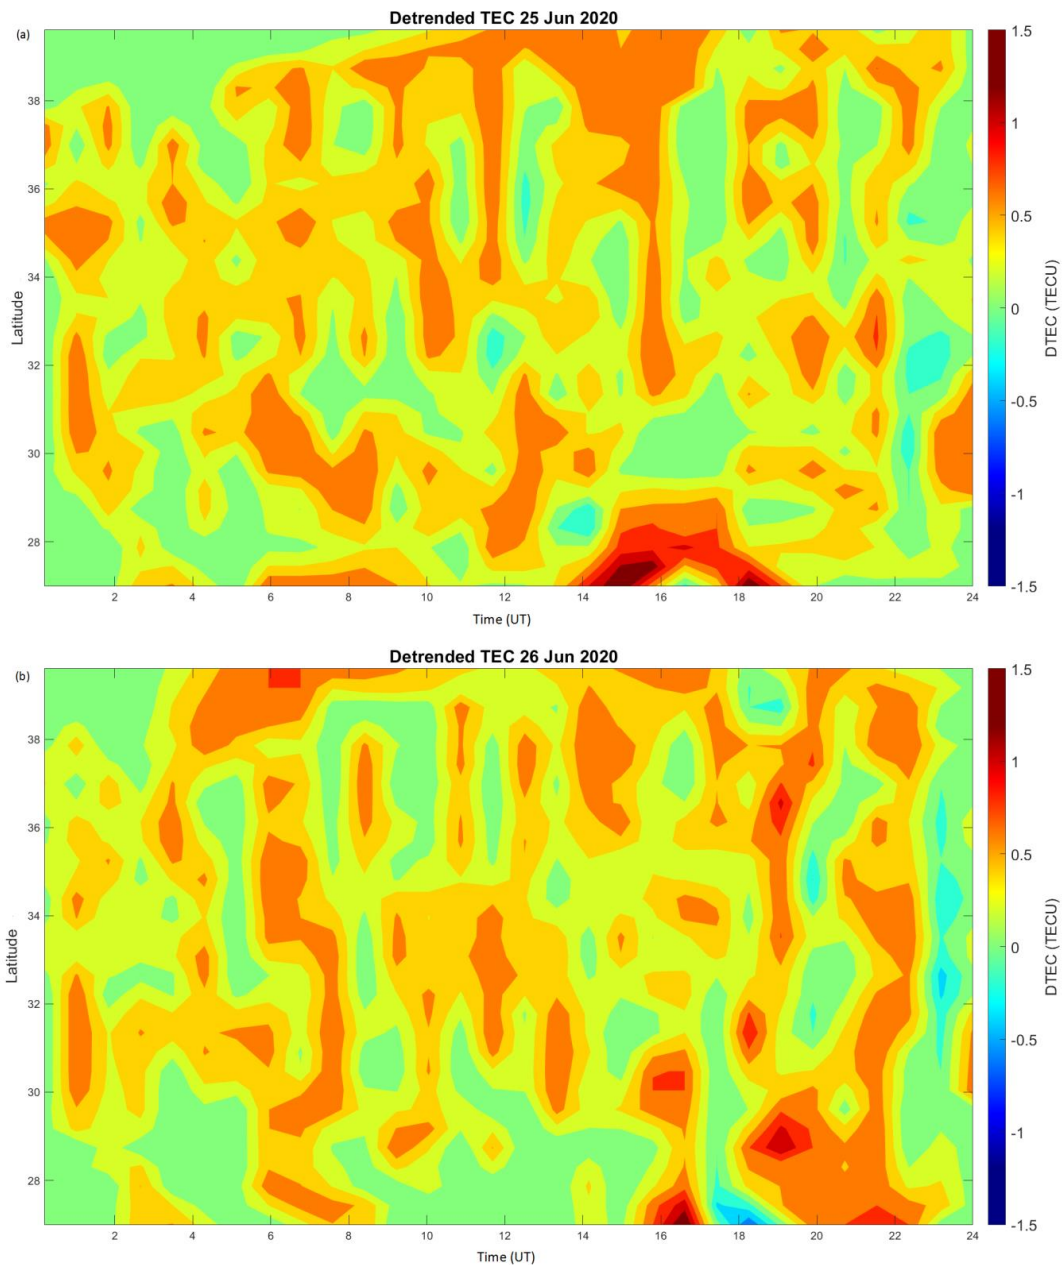 Detrended TEC 25 Jun 2020
(a)
38
36
34
32
30
28
Latitude
2 4 6 8 10 12 14 16 18 20 22 24
Time (UT)
1.5
1
0.5
0
-0.5
-1
-1.5
DTEC (TECU)
Detrended TEC 26 Jun 2020
(b)
38
36
34
32
30
28
Latitude
2 4 6 8 10 12 14 16 18 20 22 24
Time (UT)
1.5
1
0.5
0
-0.5
-1
-1.5
DTEC (TECU)